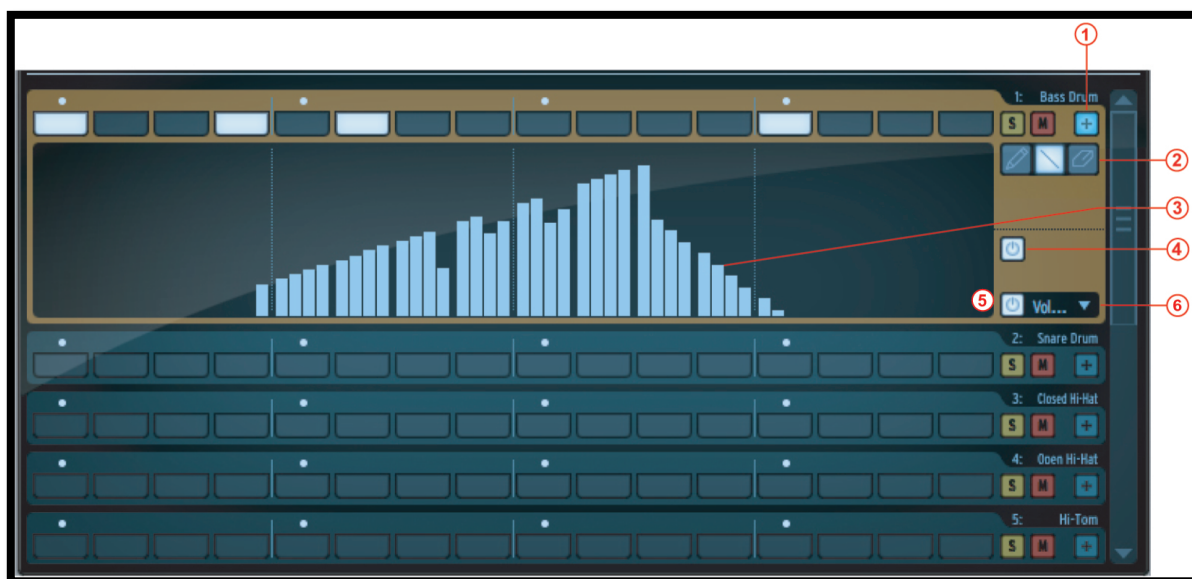 1
1: Bass Drum
S M +
2
3
4
5 Vol... 6
2: Snare Drum
S M +
3: Closed Hi-Hat
S M +
4: Open Hi-Hat
S M +
5: Hi-Tom
S M +